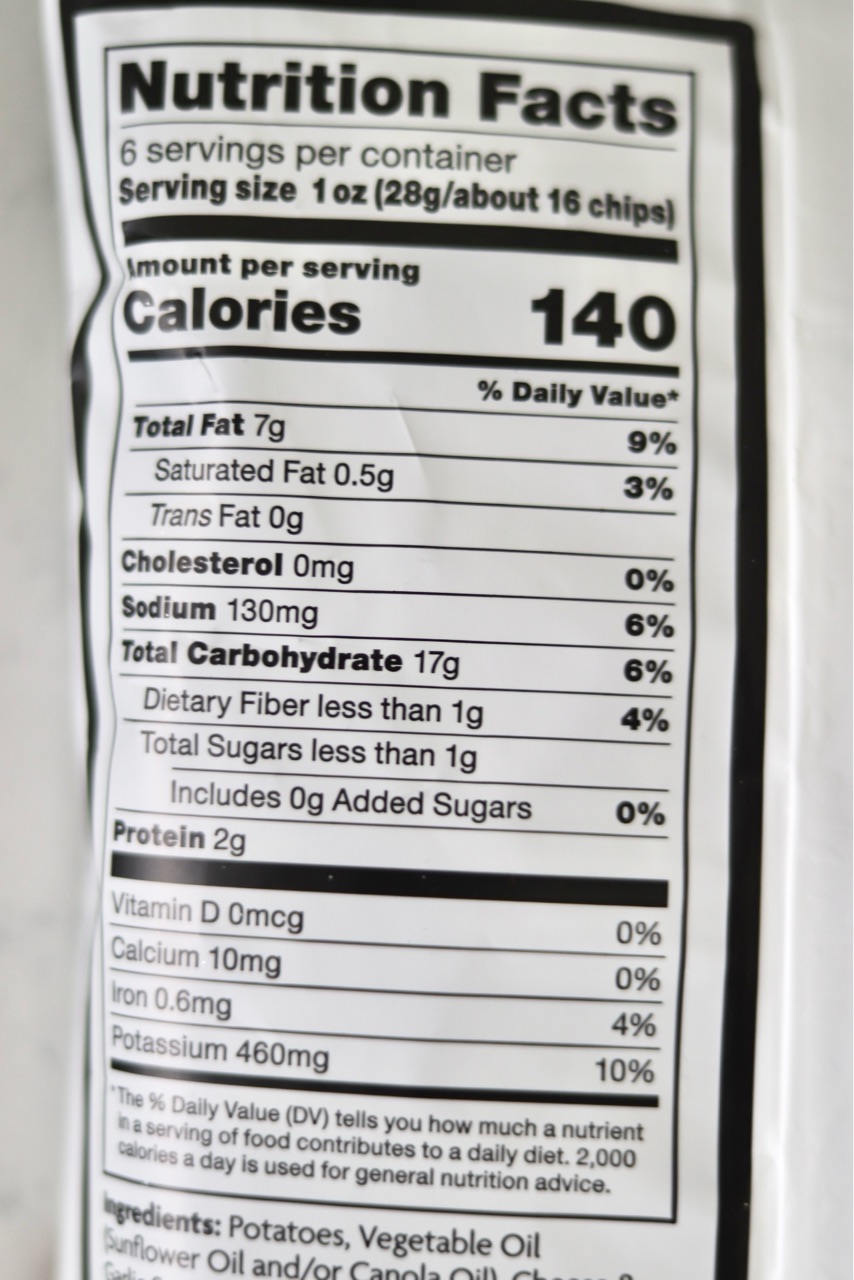 Nutrition Facts
6 servings per container
Serving size 1 oz (28g/about 16 chips)
Amount per serving
Calories 140
% Daily Value*
Total Fat 7g 9%
Saturated Fat 0.5g 3%
Trans Fat 0g
Cholesterol 0mg 0%
Sodium 130mg 6%
Total Carbohydrate 17g 6%
Dietary Fiber less than 1g 4%
Total Sugars less than 1g
Includes 0g Added Sugars 0%
Protein 2g
Vitamin D 0mcg 0%
Calcium 10mg 0%
Iron 0.6mg 4%
Potassium 460mg 10%
*The % Daily Value (DV) tells you how much a nutrient
in a serving of food contributes to a daily diet. 2,000
calories a day is used for general nutrition advice.
Ingredients: Potatoes, Vegetable Oil
(Sunflower Oil and/or Canola Oil),